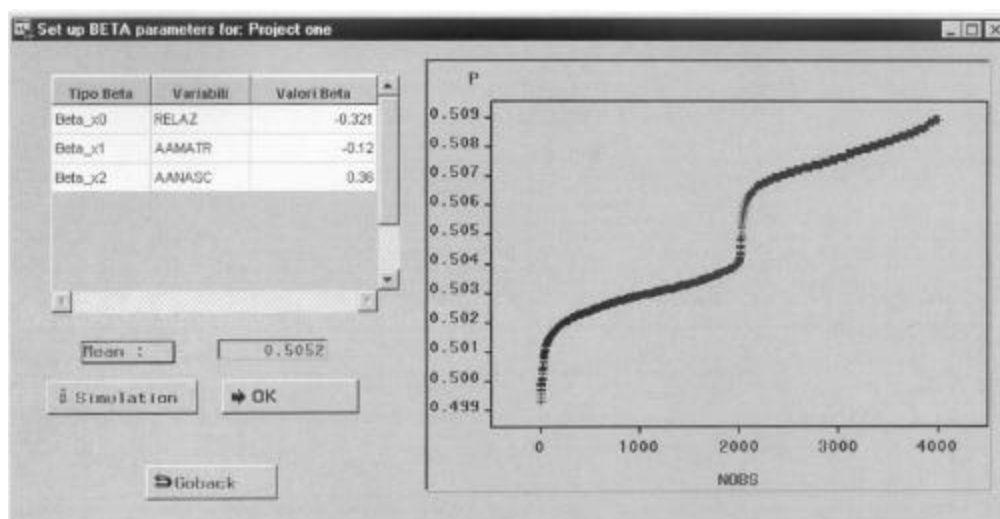 Set up BETA parameters for: Project one
Tipo Beta Variabili Valori Beta
Beta_x0 RELAZ -0.321
Beta_x1 AAMATR -0.12
Beta_x2 AANASC 0.36
Mean : 0.5052
Simulation OK
Goback
P
0.509
0.508
0.507
0.506
0.505
0.504
0.503
0.502
0.501
0.500
0.499
0 1000 2000 3000 4000
NOBS